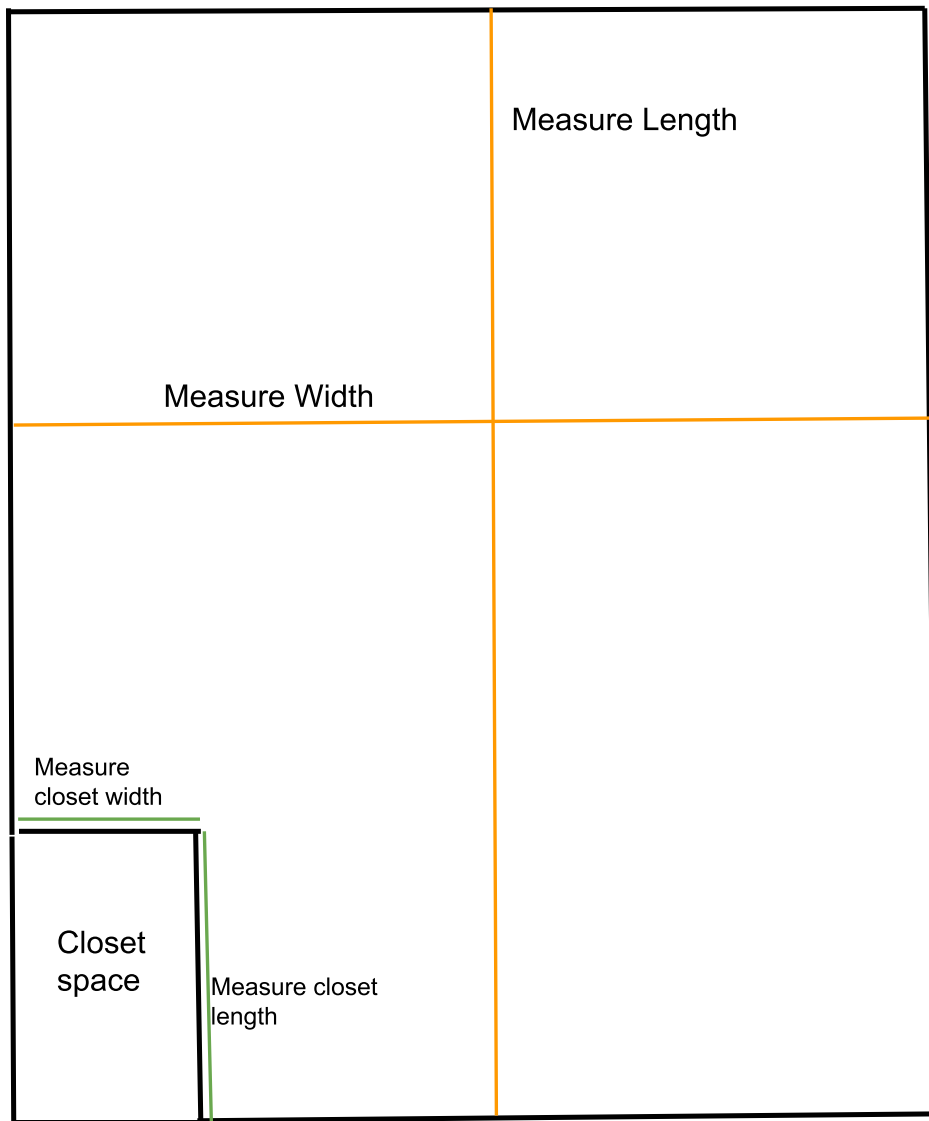 Measure Length
Measure Width
Measure
closet width
Closet
space
Measure closet
length